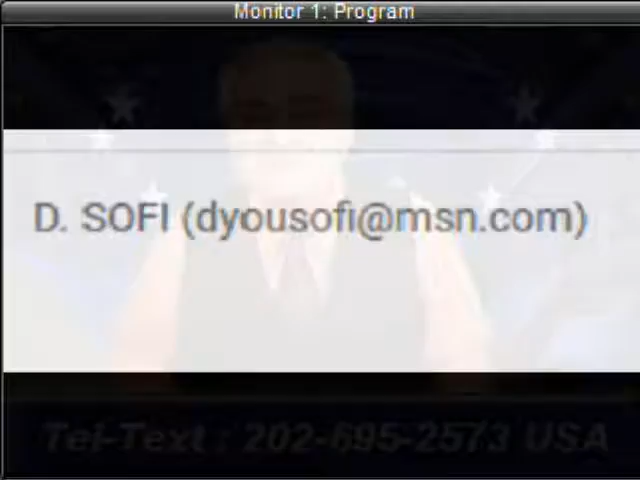 Monitor 1: Program
D. SOFI (dyousofi@msn.com)
Tel-Text : 202-695-2573 USA